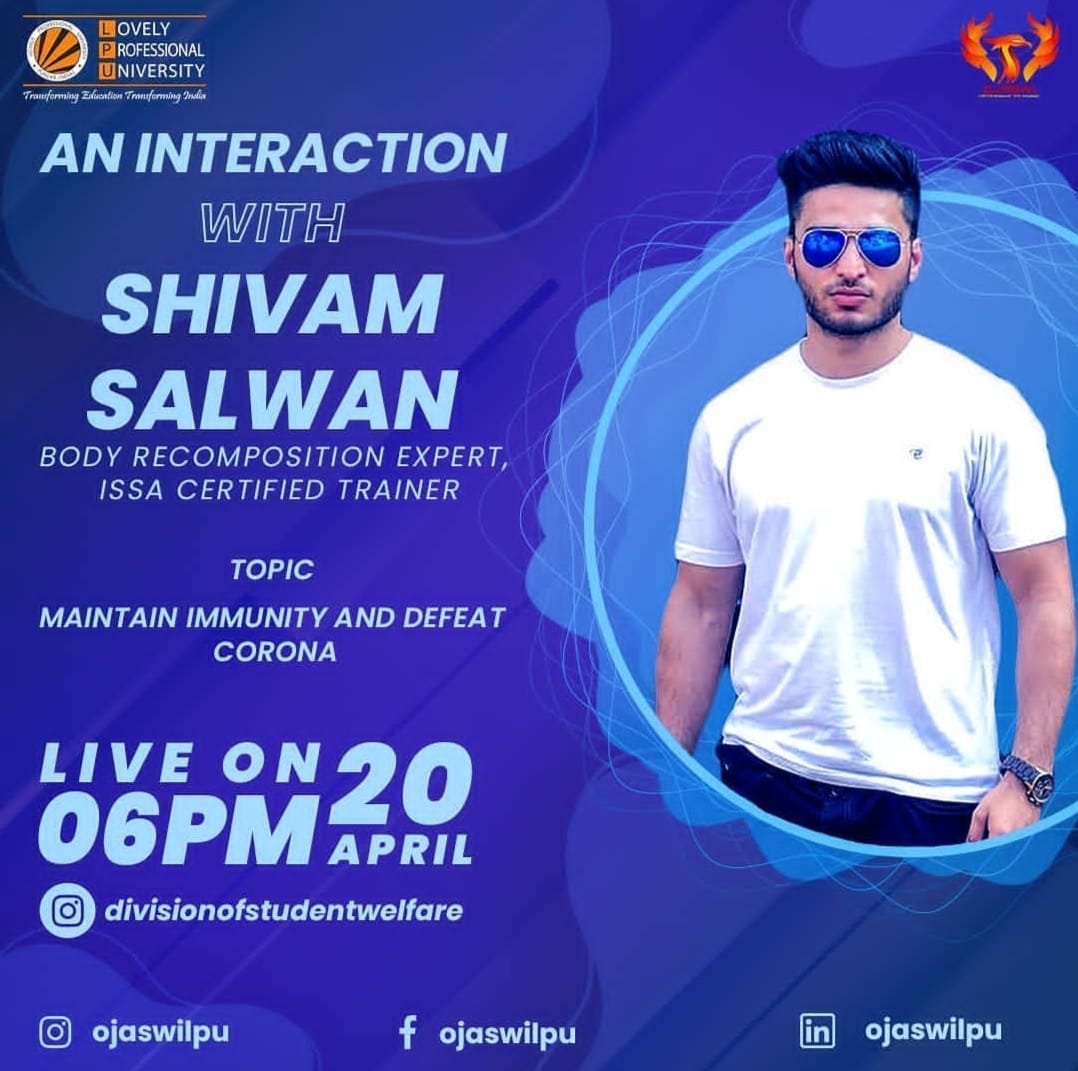 LOVELY
PROFESSIONAL
UNIVERSITY
Transforming Education Transforming India
AN INTERACTION
WITH
SHIVAM
SALWAN
BODY RECOMPOSITION EXPERT,
ISSA CERTIFIED TRAINER
TOPIC
MAINTAIN IMMUNITY AND DEFEAT
CORONA
LIVE ON
06PM
20
APRIL
divisionofstudentwelfare
ojaswilpu
ojaswilpu
ojaswilpu